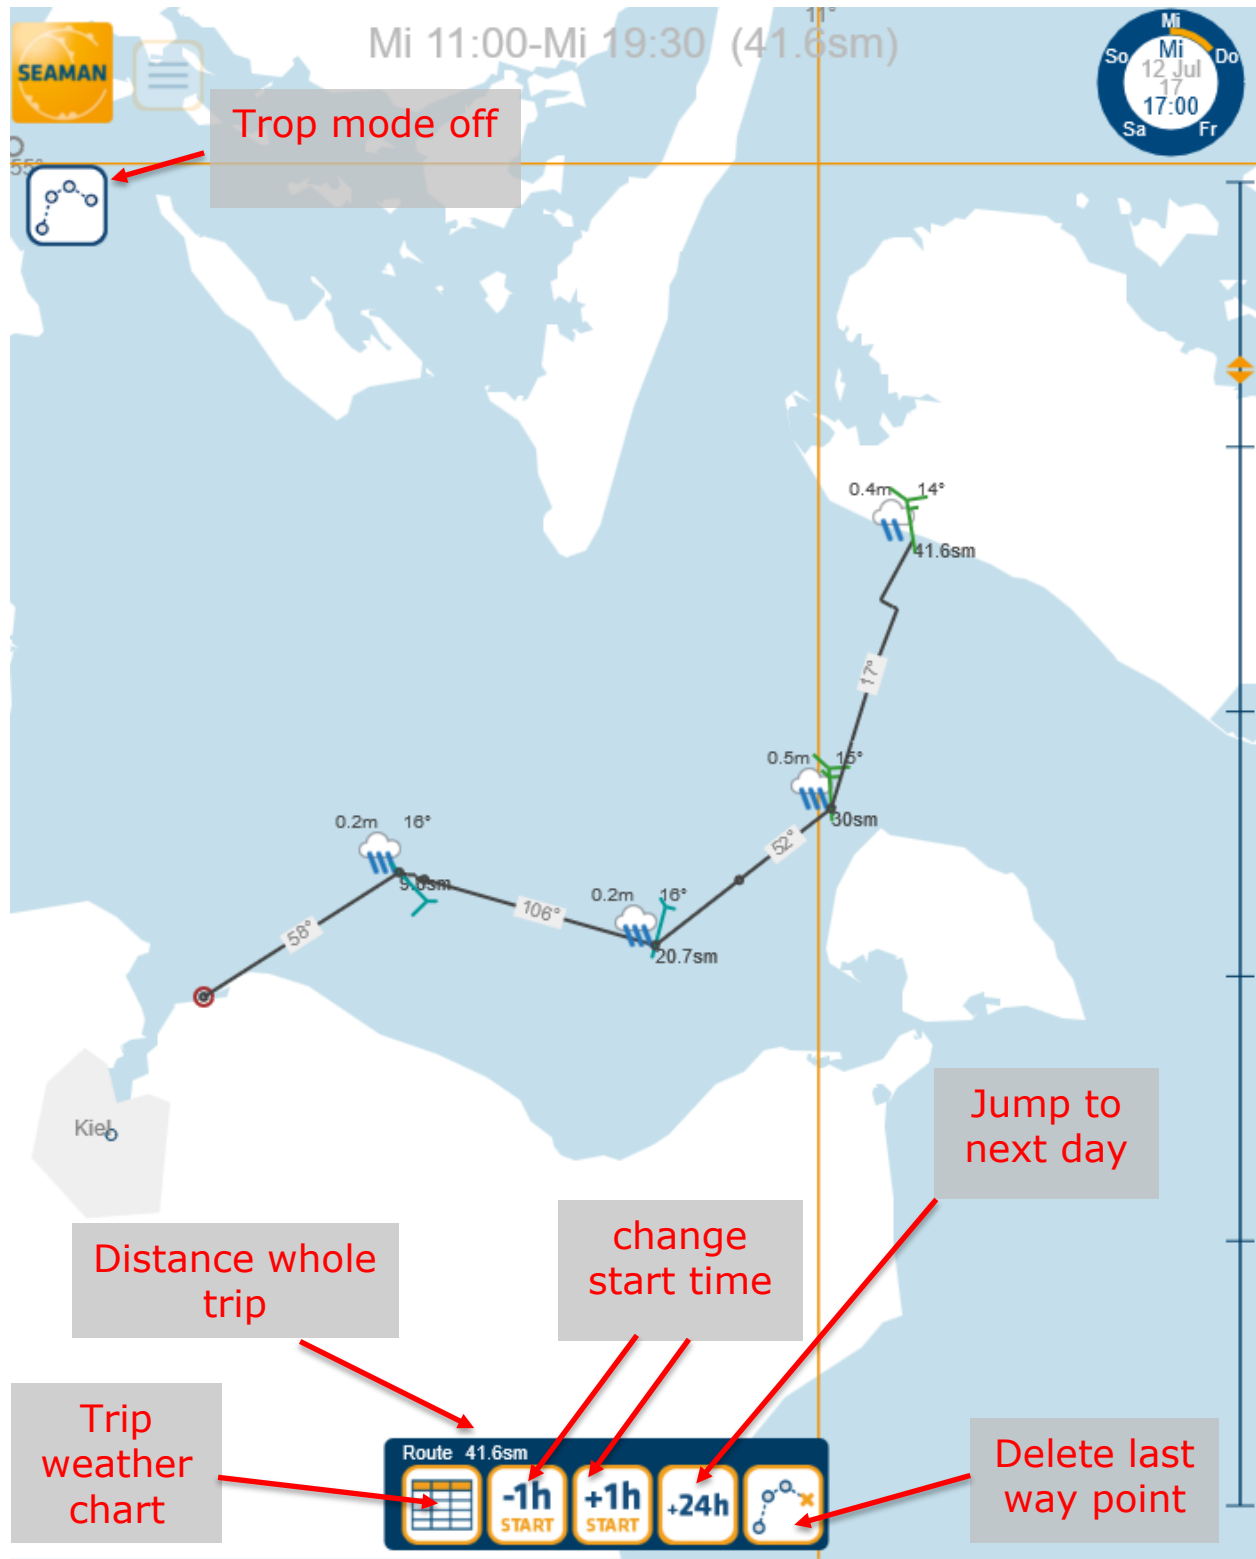 11°
Mi 11:00-Mi 19:30 (41.6sm)
SEAMAN
Mi
So
Mi
Do
12 Jul
17
17:00
Sa
Fr
Trop mode off
55°
0.4m
14°
41.6sm
17°
0.5m
15°
30sm
52°
0.2m
16°
106°
0.2m
16°
20.7sm
58°
Kiel
Jump to
next day
change
start time
Distance whole
trip
Trip
weather
chart
Delete last
way point
Route 41.6sm
-1h
START
+1h
START
+24h